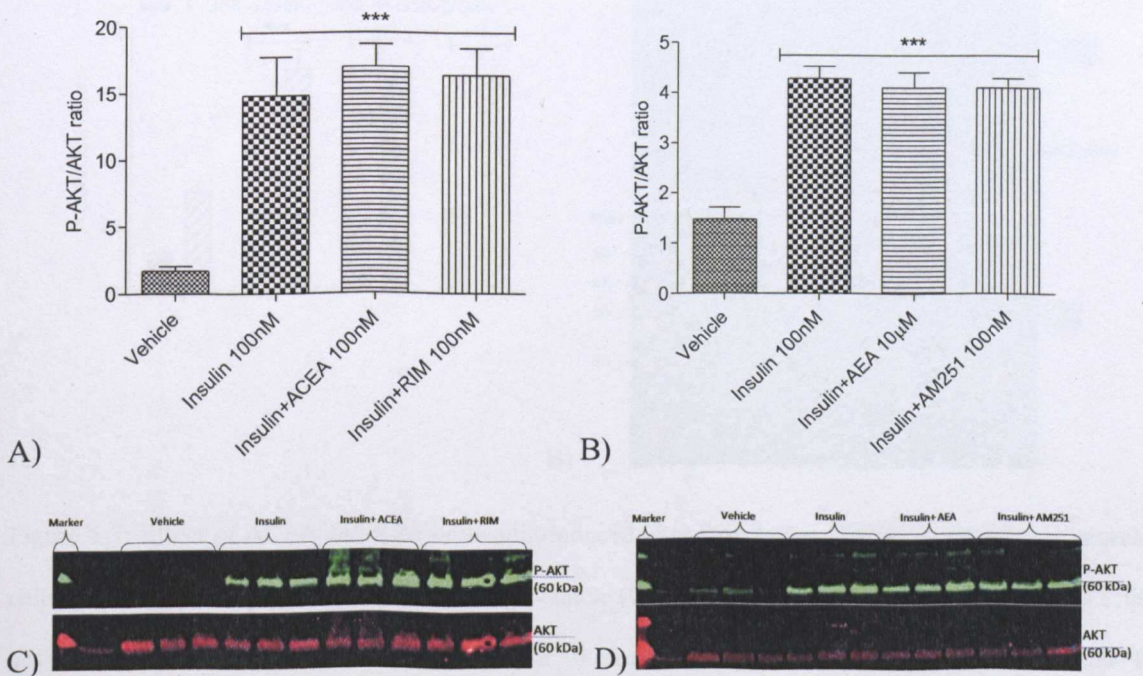 ***
20
15
10
5
0
P-AKT/AKT ratio
Vehicle
Insulin 100nM
Insulin+ACEA 100nM
Insulin+RIM 100nM
A)
***
5
4
3
2
1
0
P-AKT/AKT ratio
Vehicle
Insulin 100nM
Insulin+AEA 10µM
Insulin+AM251 100nM
B)
Marker
Vehicle
Insulin
Insulin+ACEA
Insulin+RIM
P-AKT
(60 kDa)
AKT
(60 kDa)
C)
Marker
Vehicle
Insulin
Insulin+AEA
Insulin+AM251
P-AKT
(60 kDa)
AKT
(60 kDa)
D)